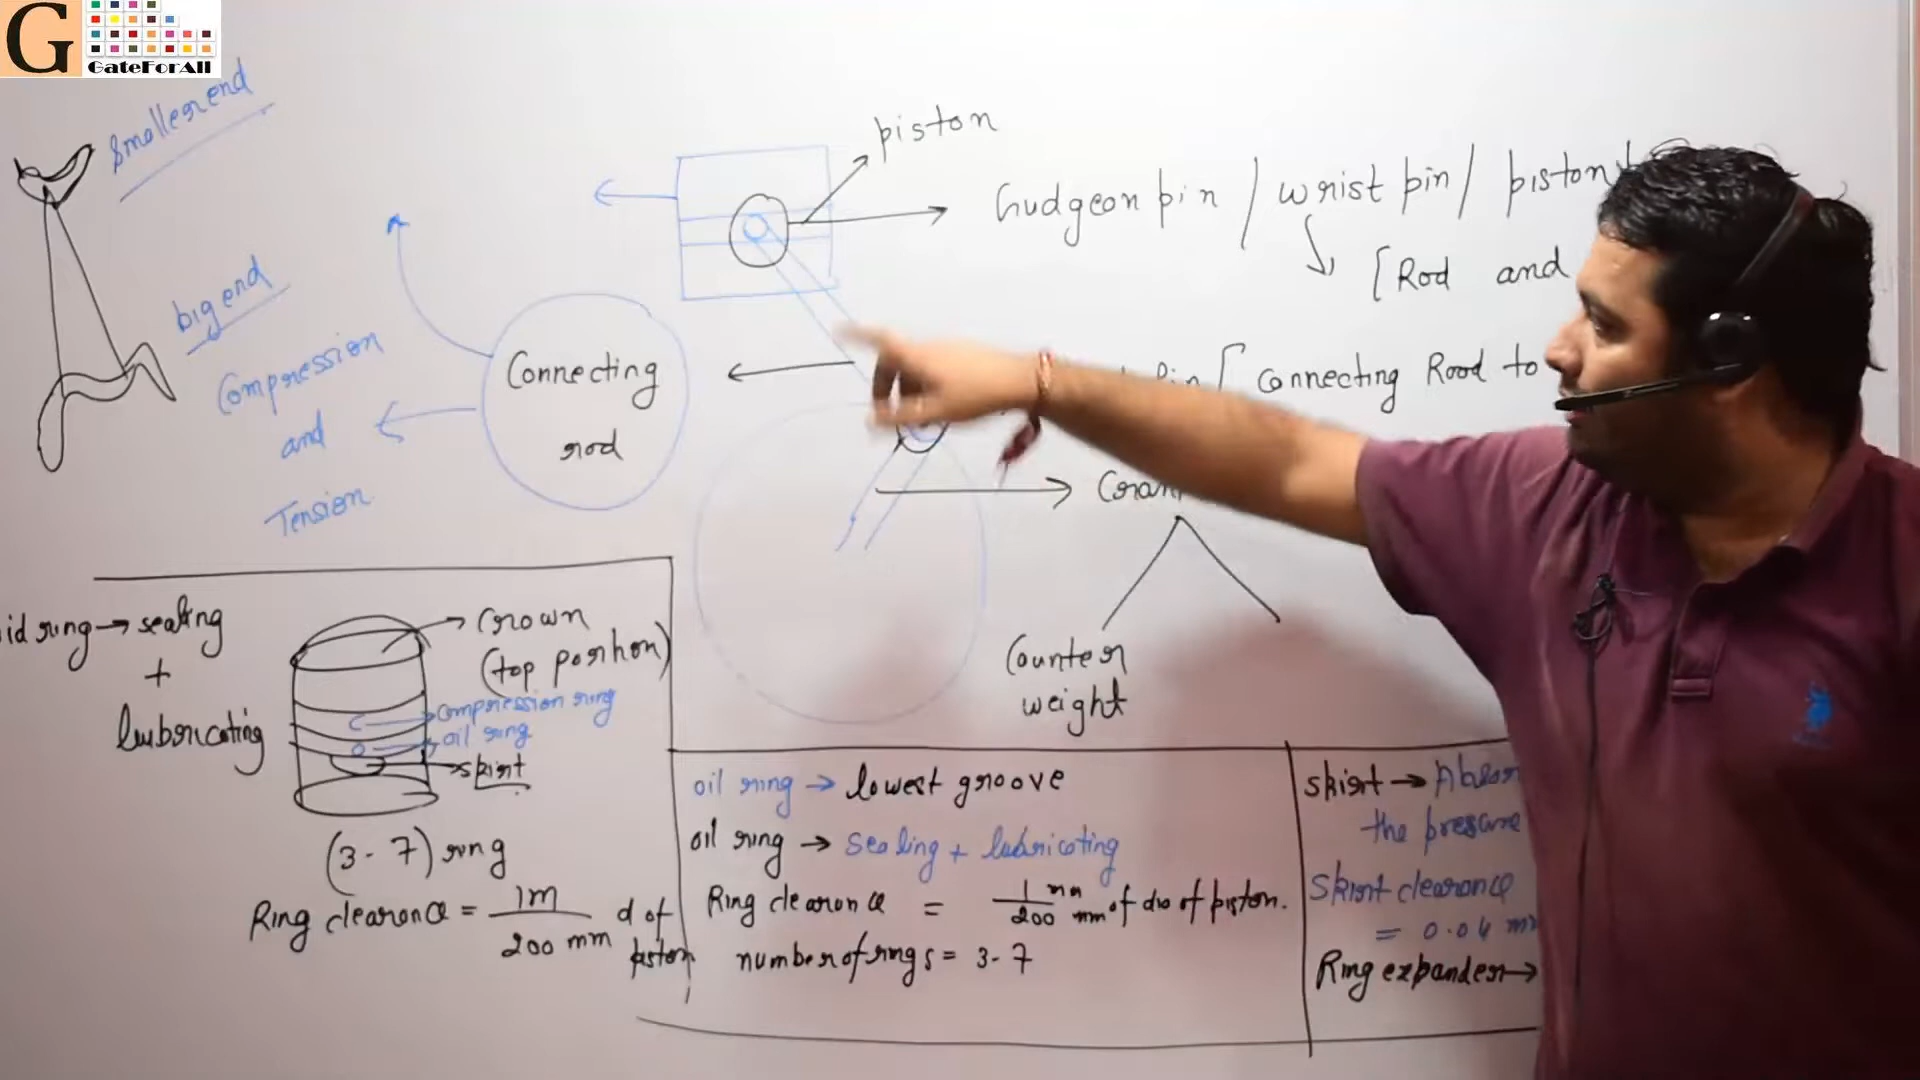 G
GateForAll
Smaller end
big end
Compression
and
Tension
Connecting
rod
piston
Gudgeon pin / wrist pin / piston
[Rod and
pin [ connecting Rood to
Cran
Counter
weight
id ring → sealing
+
lubricating
Crown
(top portion)
compression ring
oil ring
skirt
(3-7) ring
Ring clearance = 1m / 200 mm d of
piston
oil ring → lowest groove
oil ring → sealing + lubricating
Ring clearance = 1 mm / 200 mm of dia of piston.
number of rings = 3-7
skirt → Absor
the presure
Skirt clearance
= 0.04 m
Ring expander →